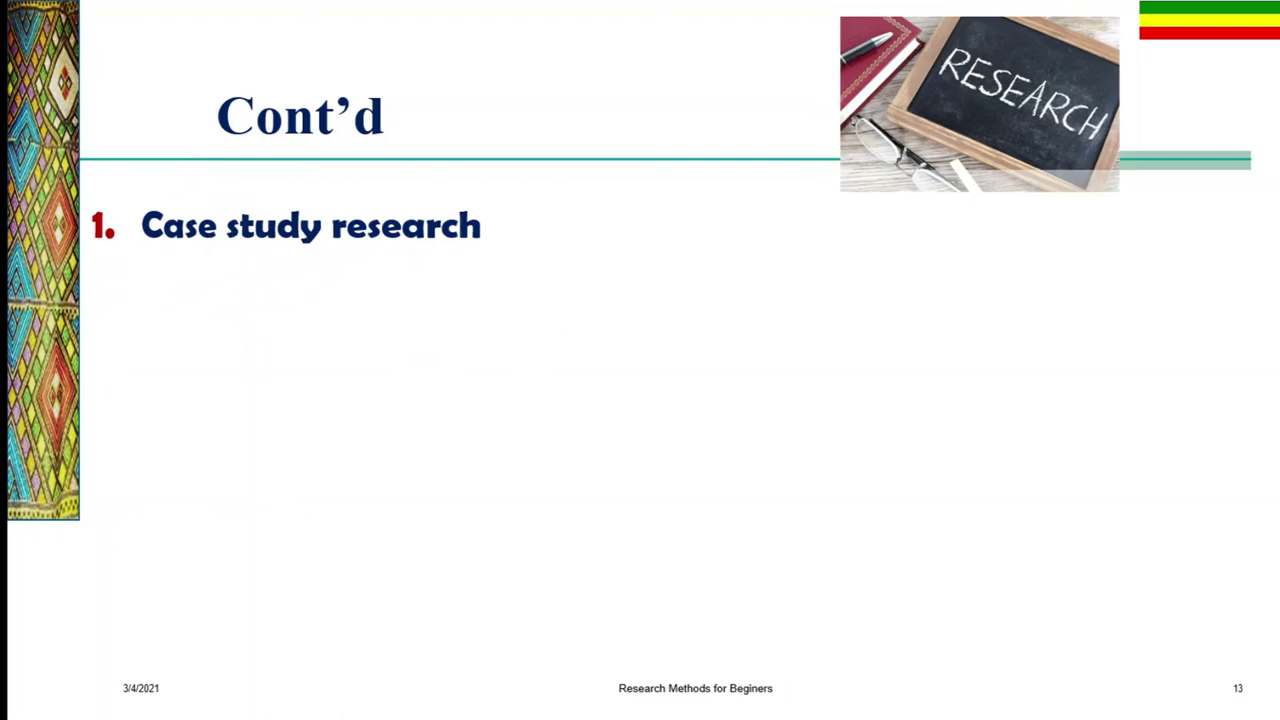 Cont’d
RESEARCH
1. Case study research
3/4/2021
Research Methods for Beginers
13